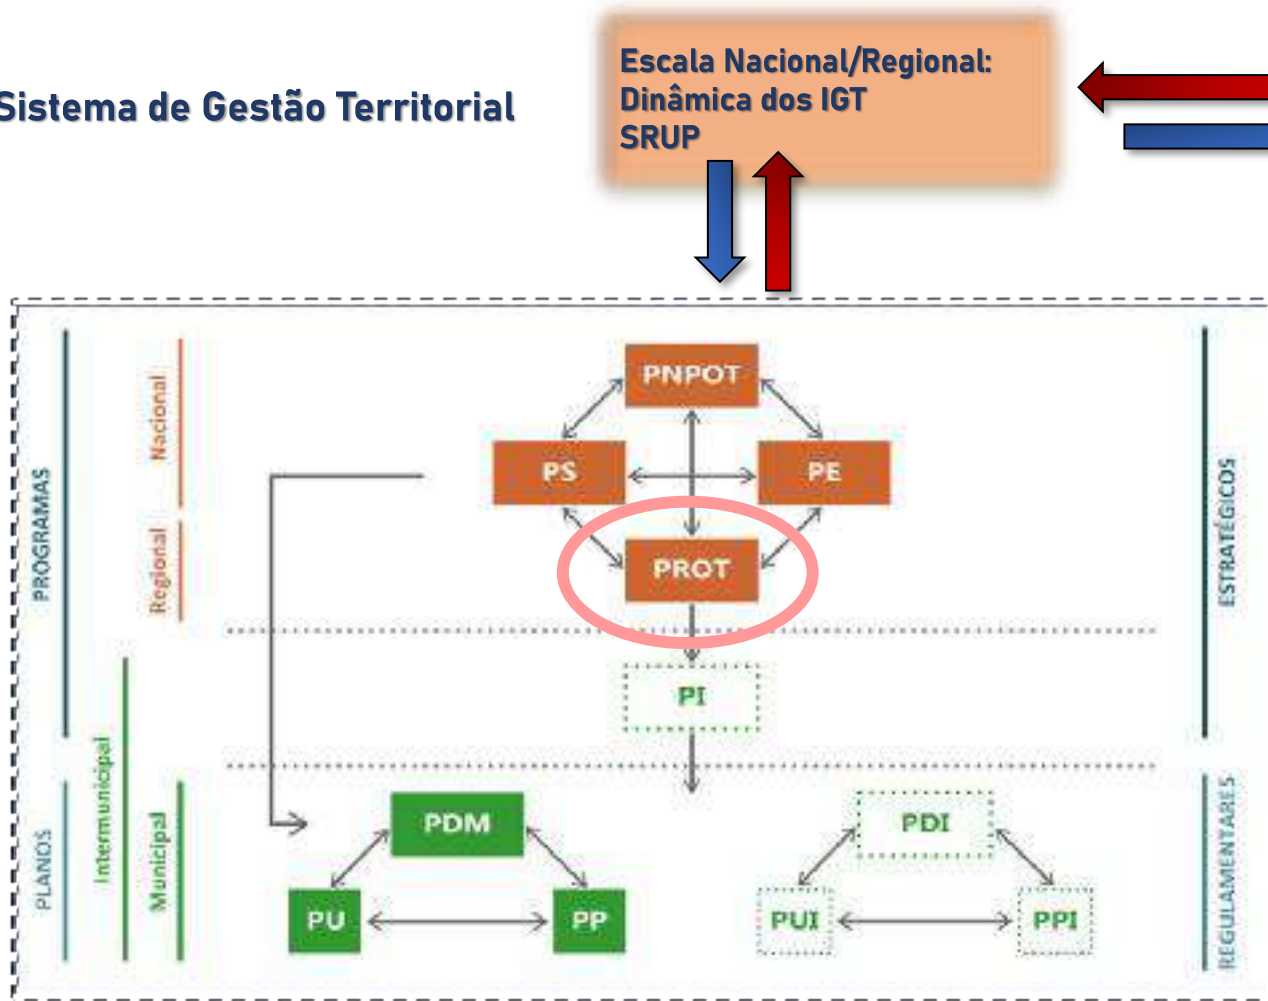 Sistema de Gestão Territorial
Escala Nacional/Regional:
Dinâmica dos IGT
SRUP
PROGRAMAS
Nacional
Regional
PNPOT
PS
PE
PROT
ESTRATÉGICOS
PI
PLANOS
Intermunicipal
Municipal
PDM
PU
PP
PDI
PUI
PPI
REGULAMENTARES